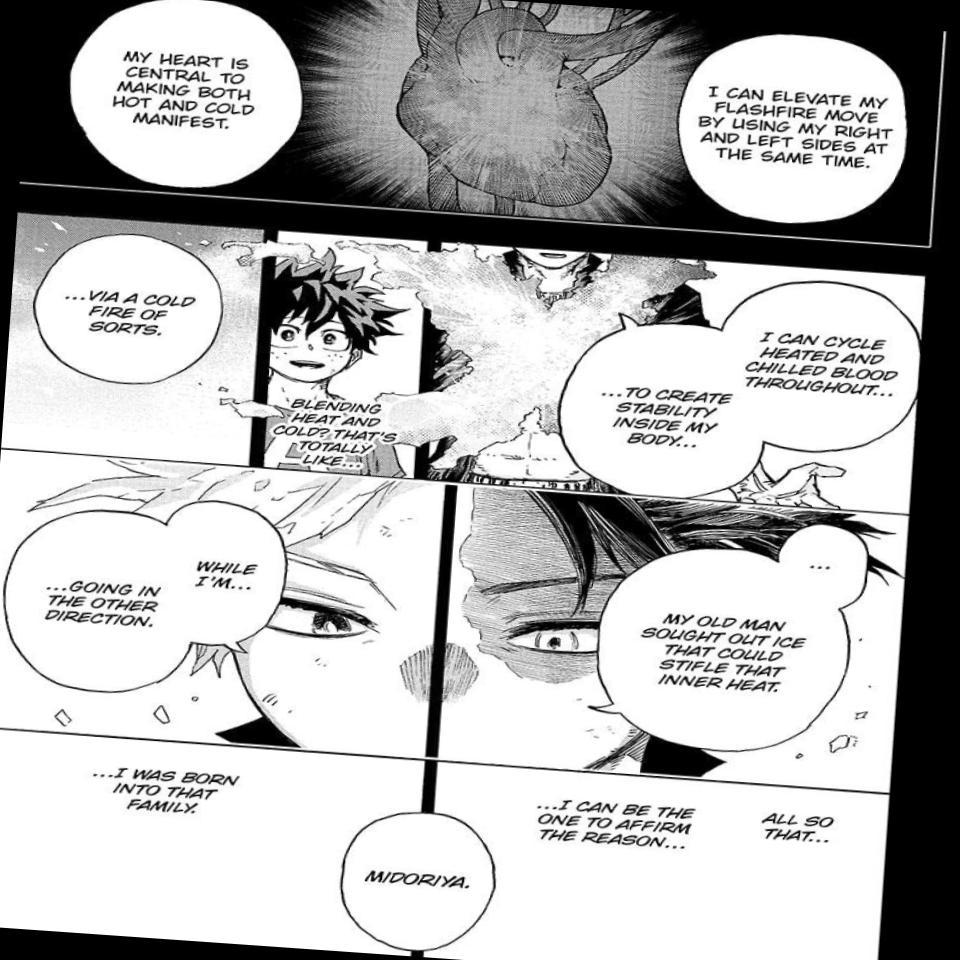 I CAN ELEVATE MY
FLASHFIRE MOVE
BY USING MY RIGHT
AND LEFT SIDES AT
THE SAME TIME.
MY HEART IS
CENTRAL TO
MAKING BOTH
HOT AND COLD
MANIFEST.
I CAN CYCLE
HEATED AND
CHILLED BLOOD
THROUGHOUT...
...TO CREATE
STABILITY
INSIDE MY
BODY...
BLENDING
HEAT AND
COLD? THAT'S
TOTALLY
LIKE...
...VIA A COLD
FIRE OF
SORTS.
...
MY OLD MAN
SOUGHT OUT ICE
THAT COULD
STIFLE THAT
INNER HEAT.
WHILE
I'M...
...GOING IN
THE OTHER
DIRECTION.
ALL SO
THAT...
...I CAN BE THE
ONE TO AFFIRM
THE REASON...
MIDORIYA.
...I WAS BORN
INTO THAT
FAMILY.